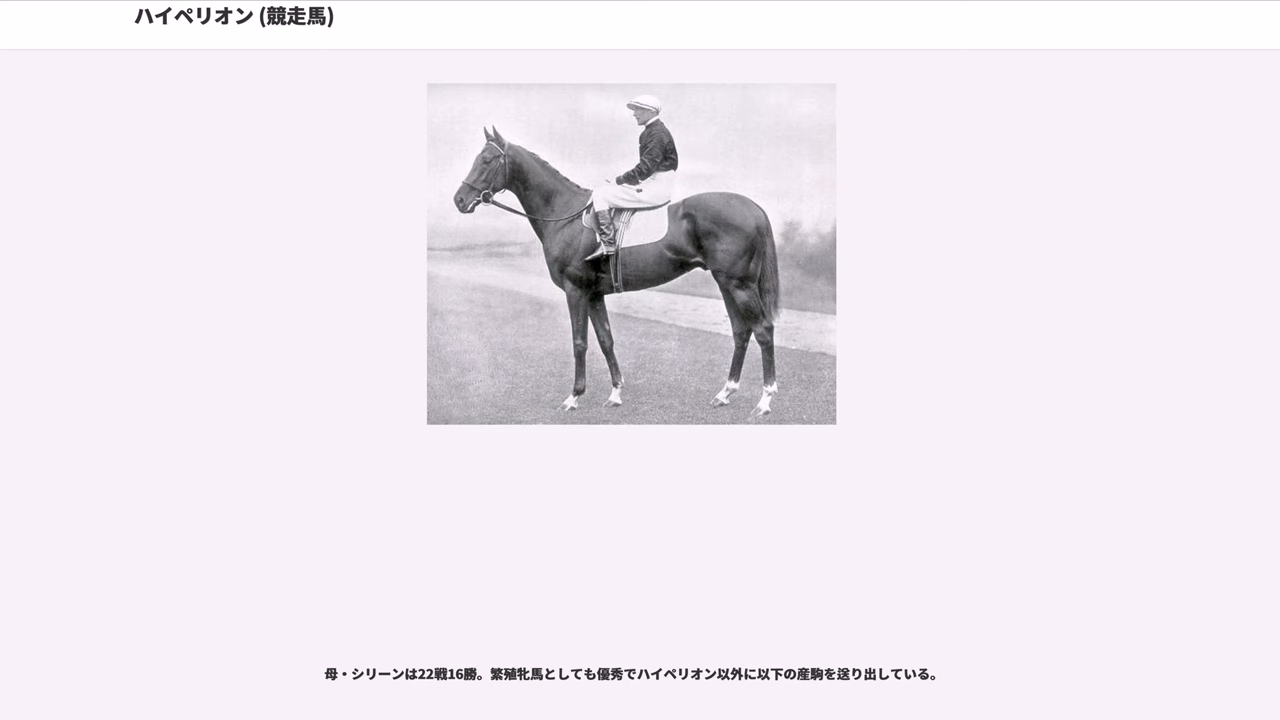 ハイペリオン (競走馬)
母・シリーンは22戦16勝。繁殖牝馬としても優秀でハイペリオン以外に以下の産駒を送り出している。